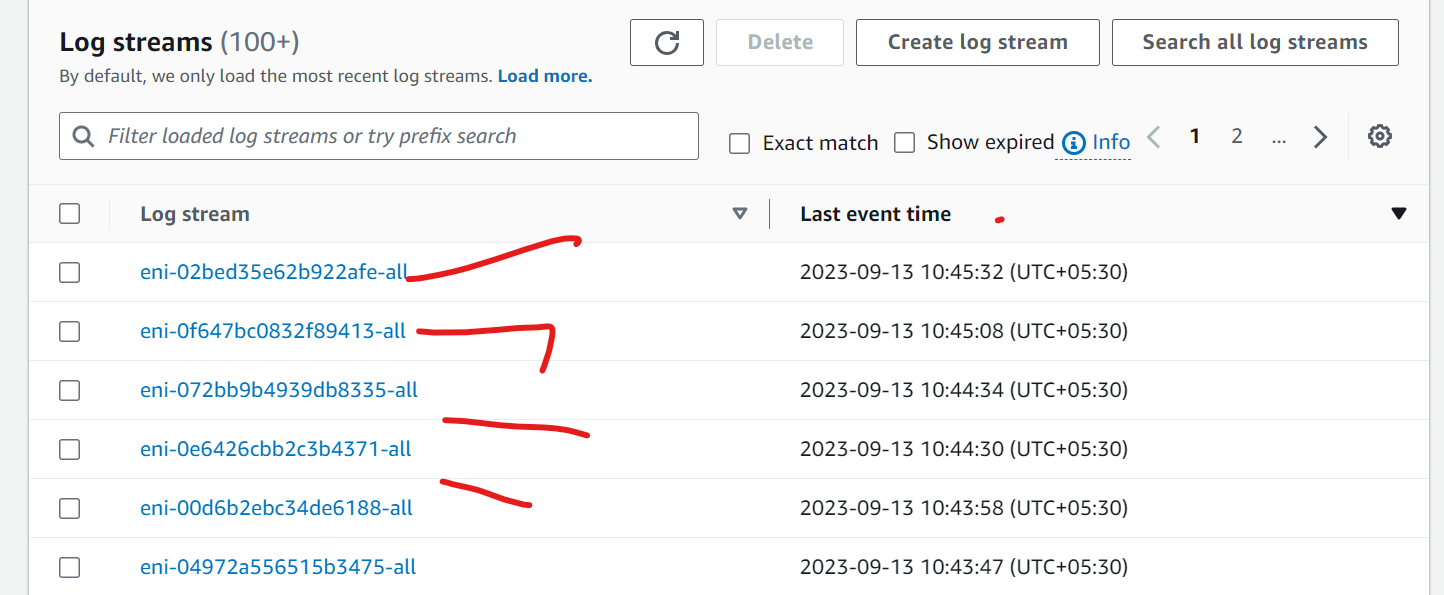 Log streams (100+)
Delete
Create log stream
Search all log streams
By default, we only load the most recent log streams. Load more.
Filter loaded log streams or try prefix search
Exact match
Show expired
Info
1 2 ...
Log stream Last event time
eni-02bed35e62b922afe-all 2023-09-13 10:45:32 (UTC+05:30)
eni-0f647bc0832f89413-all 2023-09-13 10:45:08 (UTC+05:30)
eni-072bb9b4939db8335-all 2023-09-13 10:44:34 (UTC+05:30)
eni-0e6426cbb2c3b4371-all 2023-09-13 10:44:30 (UTC+05:30)
eni-00d6b2ebc34de6188-all 2023-09-13 10:43:58 (UTC+05:30)
eni-04972a556515b3475-all 2023-09-13 10:43:47 (UTC+05:30)